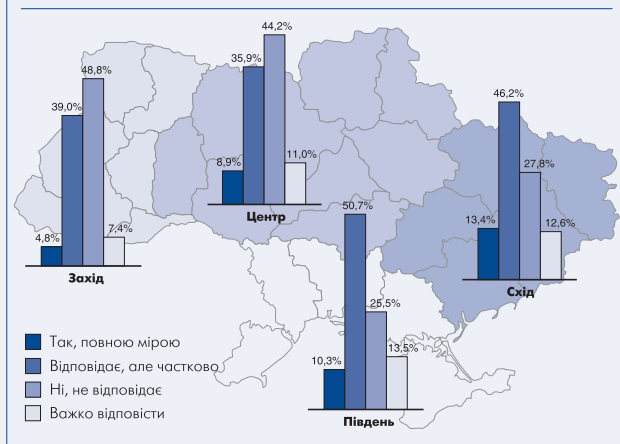 44,2%
35,9%
8,9%
11,0%
Центр
48,8%
39,0%
4,8%
7,4%
Захід
46,2%
27,8%
13,4%
12,6%
Схід
50,7%
25,5%
10,3%
13,5%
Південь
Так, повною мірою
Відповідає, але частково
Ні, не відповідає
Важко відповісти